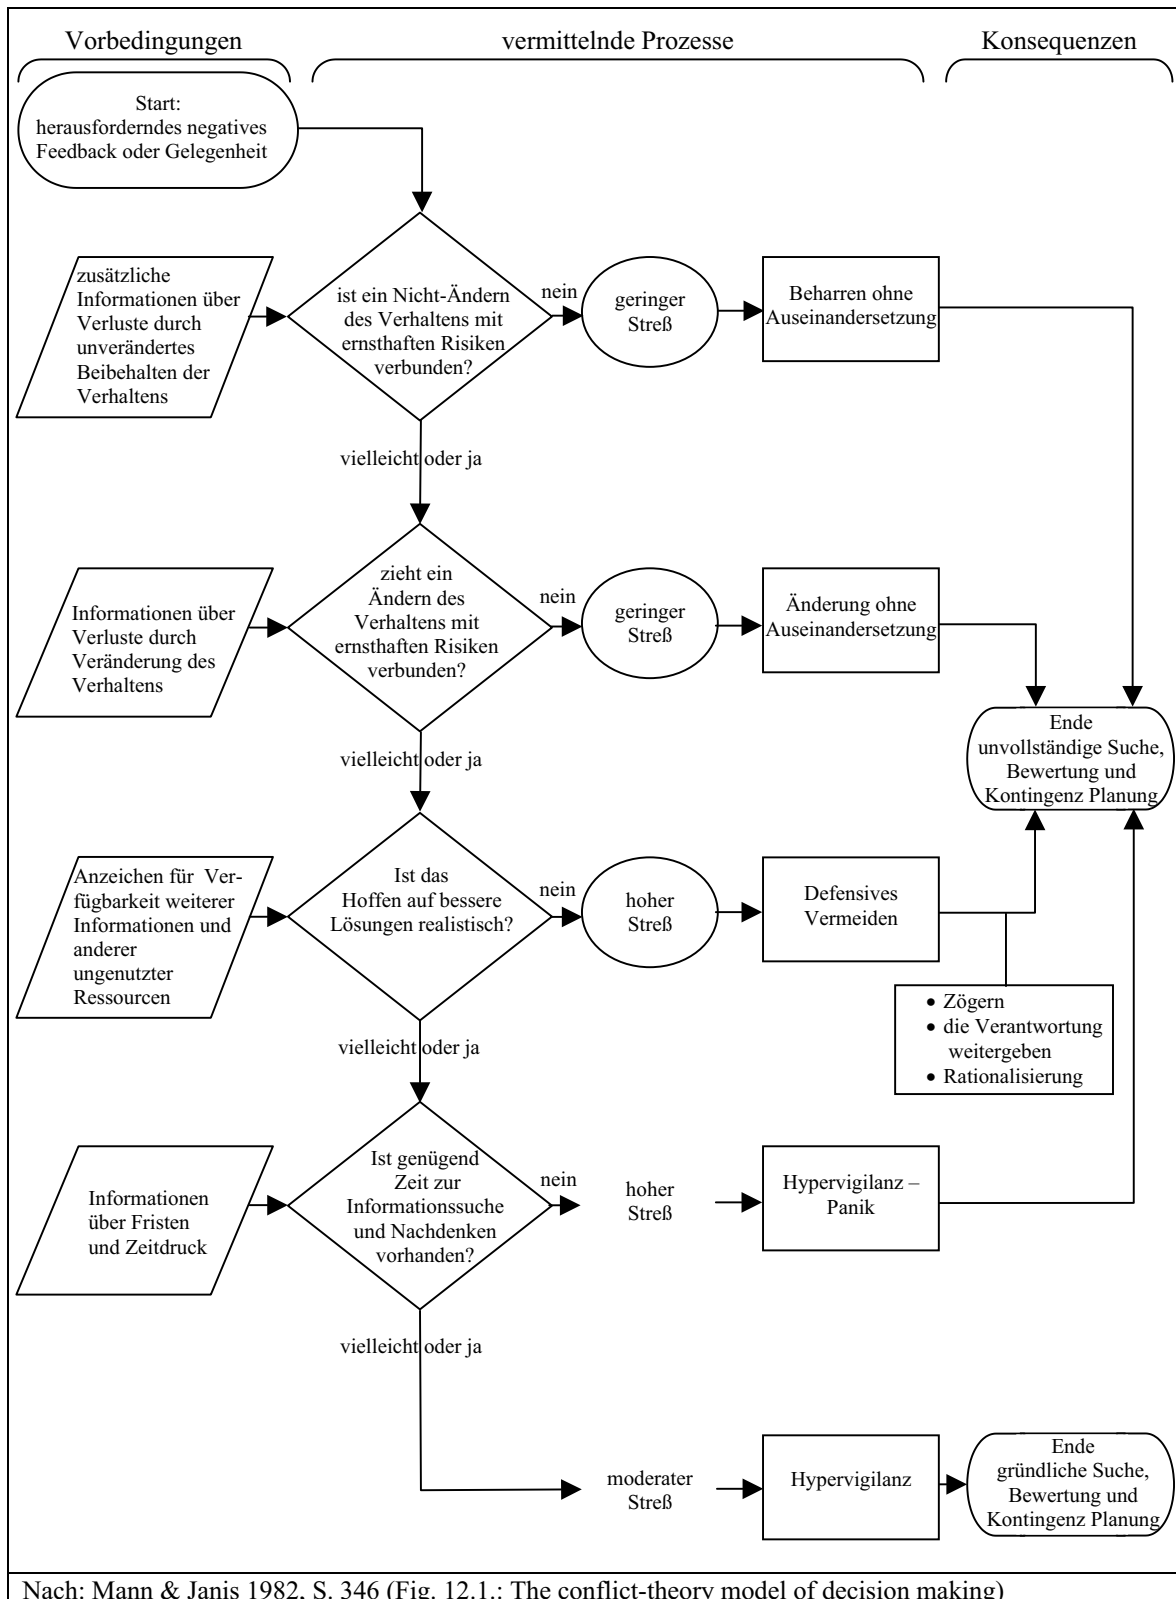 Vorbedingungen
vermittelnde Prozesse
Konsequenzen
Start:
herausforderndes negatives
Feedback oder Gelegenheit
zusätzliche
Informationen über
Verluste durch
unverändertes
Beibehalten der
Verhaltens
ist ein Nicht-Ändern
des Verhaltens mit
ernsthaften Risiken
verbunden?
nein
geringer
Streß
Beharren ohne
Auseinandersetzung
vielleicht oder ja
Informationen über
Verluste durch
Veränderung des
Verhaltens
zieht ein
Ändern des
Verhaltens mit
ernsthaften Risiken
verbunden?
nein
geringer
Streß
Änderung ohne
Auseinandersetzung
Ende
unvollständige Suche,
Bewertung und
Kontingenz Planung
vielleicht oder ja
Anzeichen für Ver-
fügbarkeit weiterer
Informationen und
anderer
ungenutzter
Ressourcen
Ist das
Hoffen auf bessere
Lösungen realistisch?
nein
hoher
Streß
Defensives
Vermeiden
• Zögern
• die Verantwortung
weitergeben
• Rationalisierung
vielleicht oder ja
Informationen
über Fristen
und Zeitdruck
Ist genügend
Zeit zur
Informationssuche
und Nachdenken
vorhanden?
nein
hoher
Streß
Hypervigilanz –
Panik
vielleicht oder ja
moderater
Streß
Hypervigilanz
Ende
gründliche Suche,
Bewertung und
Kontingenz Planung
Nach: Mann & Janis 1982, S. 346 (Fig. 12.1.: The conflict-theory model of decision making)